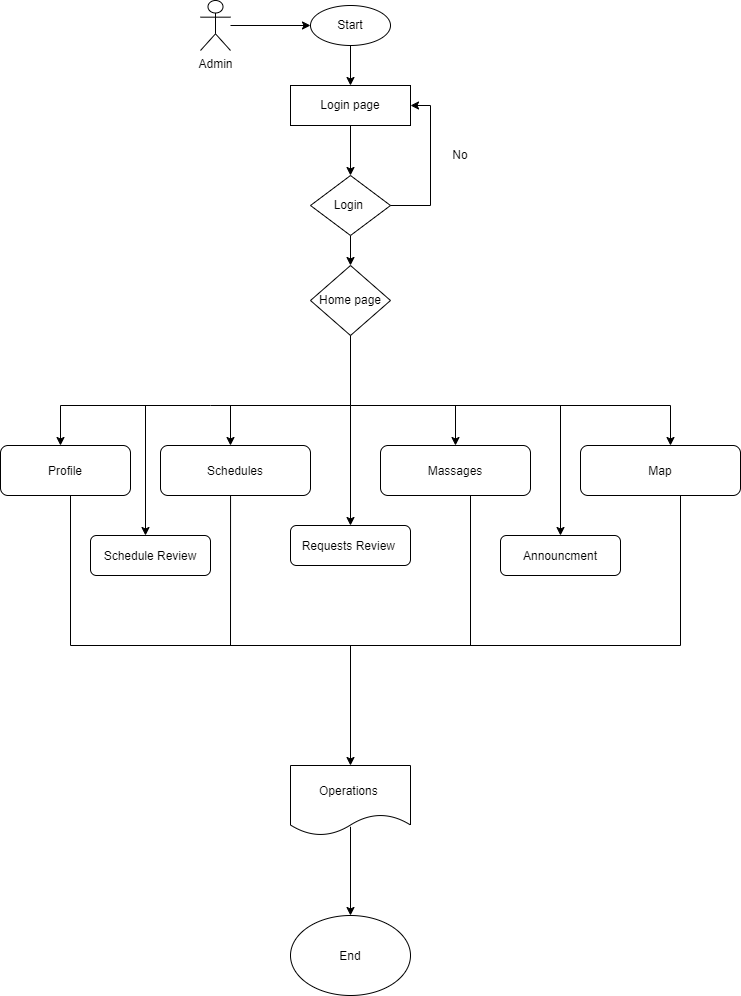 Start
Admin
Login page
No
Login
Home page
Profile
Schedules
Massages
Map
Schedule Review
Requests Review
Announcment
Operations
End